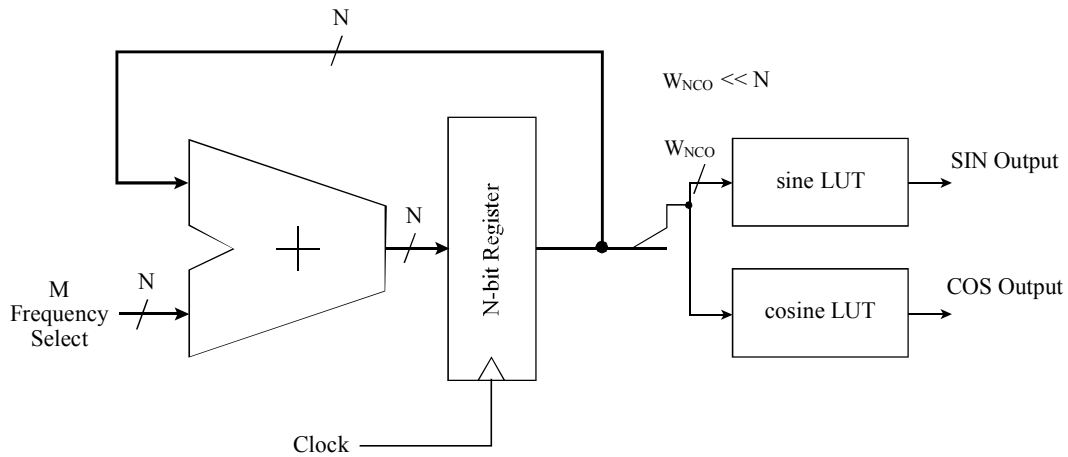 N
W_NCO << N
W_NCO
sine LUT
SIN Output
N
N-bit Register
M
Frequency
Select
N
cosine LUT
COS Output
Clock